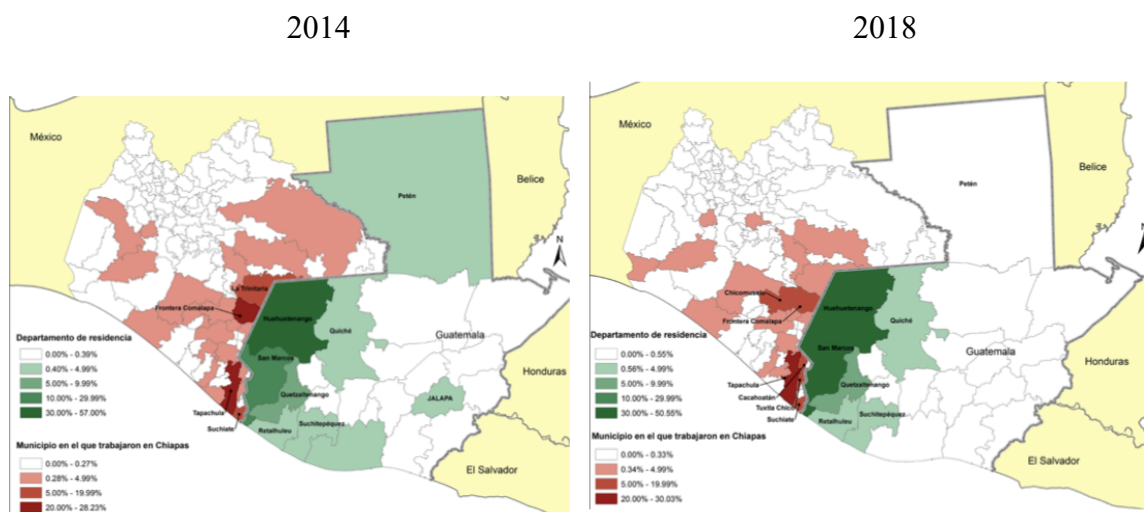 2014
2018
México
Belice
Petén
N
La Trinitaria
Frontera Comalapa
Huehuetenango
Quiché
Departamento de residencia
0.00% - 0.39%
0.40% - 4.99%
5.00% - 9.99%
10.00% - 29.99%
30.00% - 57.00%
San Marcos
Guatemala
Honduras
Quetzaltenango
JALAPA
Tapachula
Suchitepéquez
Suchiate
Retalhuleu
Municipio en el que trabajaron en Chiapas
0.00% - 0.27%
0.28% - 4.99%
5.00% - 19.99%
20.00% - 28.23%
El Salvador
México
Belice
Petén
N
Chicomuselo
Huehuetenango
Frontera Comalapa
Quiché
Departamento de residencia
0.00% - 0.55%
0.56% - 4.99%
5.00% - 9.99%
10.00% - 29.99%
30.00% - 50.55%
San Marcos
Guatemala
Honduras
Tapachula
Quetzaltenango
Cacahoatán
Tuxtla Chico
Suchitepéquez
Suchiate
Retalhuleu
Municipio en el que trabajaron en Chiapas
0.00% - 0.33%
0.34% - 4.99%
5.00% - 19.99%
20.00% - 30.03%
El Salvador